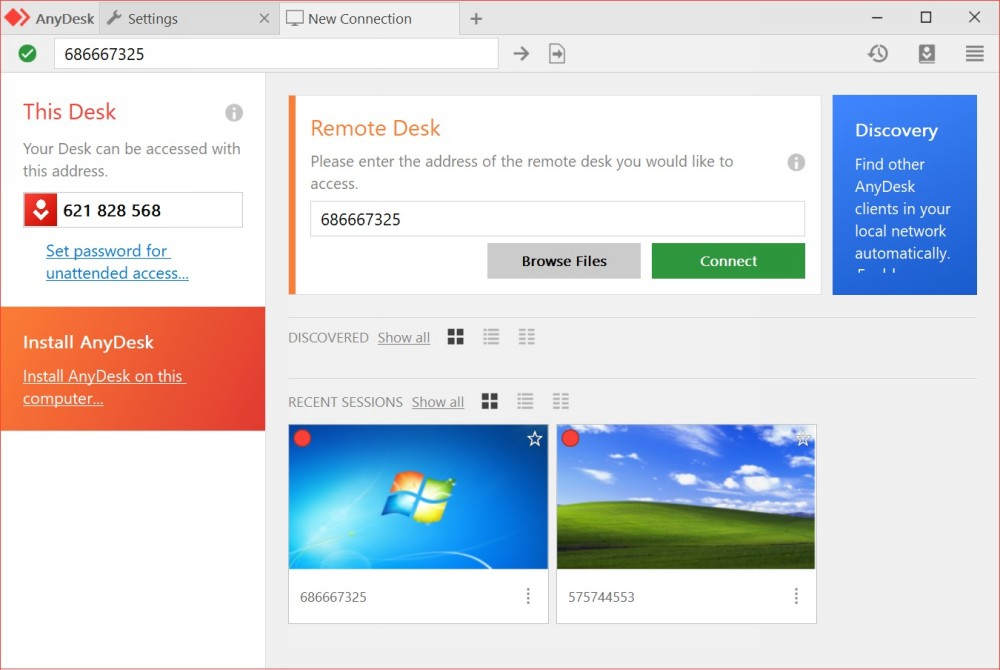 AnyDesk
Settings
New Connection
686667325
This Desk
Your Desk can be accessed with
this address.
621 828 568
Set password for
unattended access...
Install AnyDesk
Install AnyDesk on this
computer...
Remote Desk
Please enter the address of the remote desk you would like to
access.
686667325
Browse Files
Connect
Discovery
Find other
AnyDesk
clients in your
local network
automatically.
DISCOVERED Show all
RECENT SESSIONS Show all
686667325
575744553